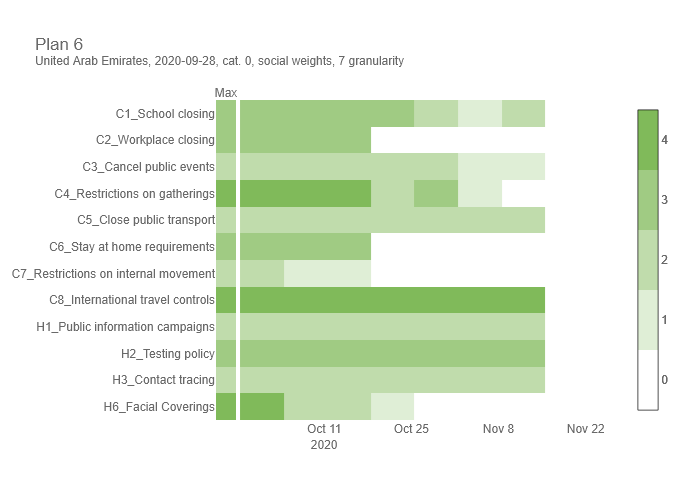 Plan 6
United Arab Emirates, 2020-09-28, cat. 0, social weights, 7 granularity
Max
C1_School closing
C2_Workplace closing
C3_Cancel public events
C4_Restrictions on gatherings
C5_Close public transport
C6_Stay at home requirements
C7_Restrictions on internal movement
C8_International travel controls
H1_Public information campaigns
H2_Testing policy
H3_Contact tracing
H6_Facial Coverings
Oct 11
2020
Oct 25
Nov 8
Nov 22
4
3
2
1
0